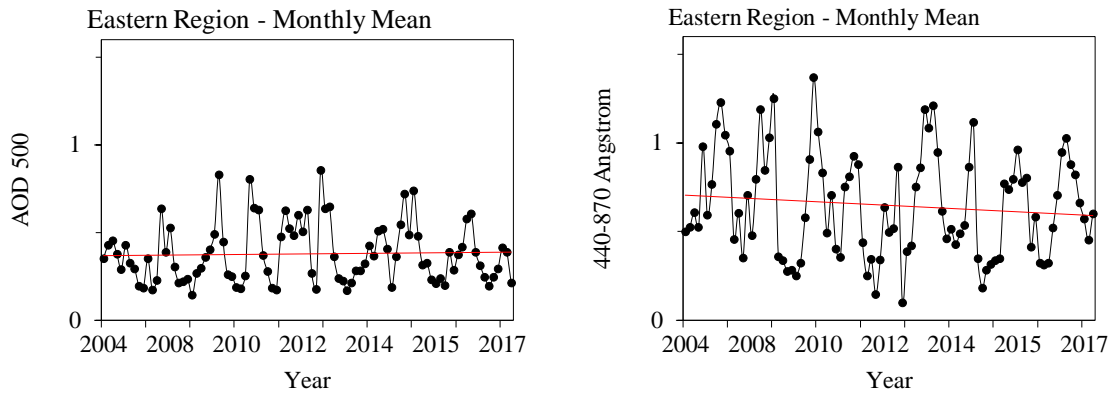 Eastern Region - Monthly Mean
AOD 500
1
0
2004 2008 2010 2012 2014 2015 2017
Year
Eastern Region - Monthly Mean
440-870 Angstrom
1
0
2004 2008 2010 2012 2014 2015 2017
Year